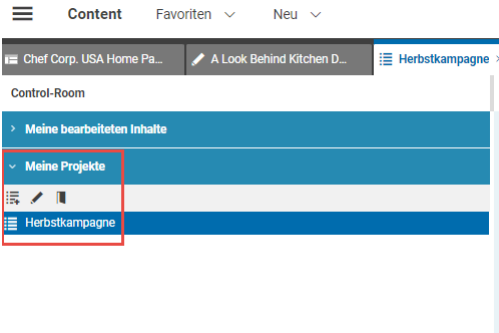 Content Favoriten Neu
Chef Corp. USA Home Pa... A Look Behind Kitchen D... Herbstkampagne
Control-Room
Meine bearbeiteten Inhalte
Meine Projekte
Herbstkampagne